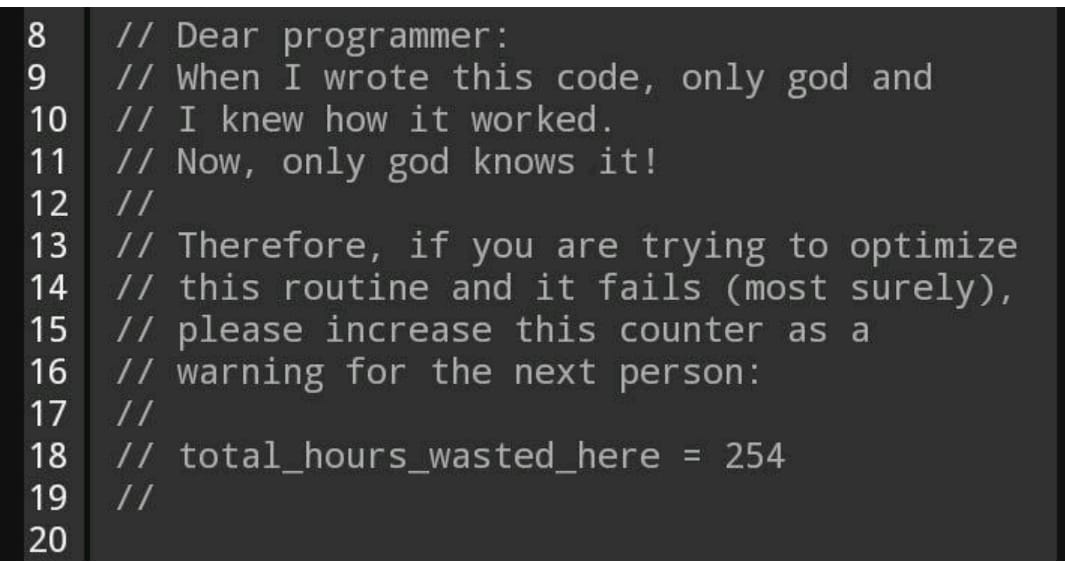 8 // Dear programmer:
9 // When I wrote this code, only god and
10 // I knew how it worked.
11 // Now, only god knows it!
12 //
13 // Therefore, if you are trying to optimize
14 // this routine and it fails (most surely),
15 // please increase this counter as a
16 // warning for the next person:
17 //
18 // total_hours_wasted_here = 254
19 //
20